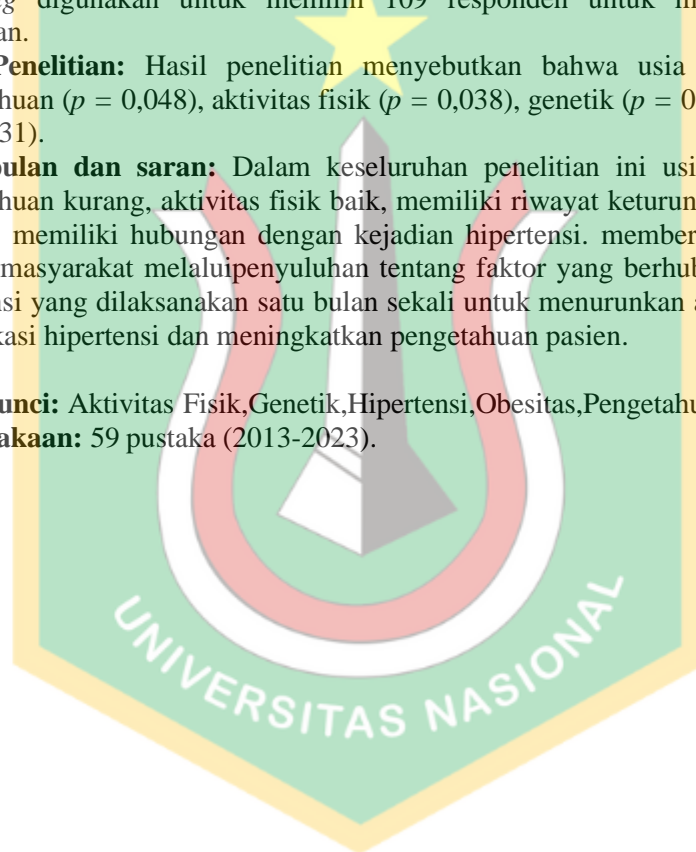 digunakan untuk memilih 109 responden untuk
an.
Penelitian: Hasil penelitian menyebutkan bahwa usia
huan (p = 0,048), aktivitas fisik (p = 0,038), genetik (p = 0
31).
pulan dan saran: Dalam keseluruhan penelitian ini usi
huan kurang, aktivitas fisik baik, memiliki riwayat keturun
memiliki hubungan dengan kejadian hipertensi. member
masyarakat melaluipenyuluhan tentang faktor yang berhub
nsi yang dilaksanakan satu bulan sekali untuk menurunkan a
kasi hipertensi dan meningkatkan pengetahuan pasien.
unci: Aktivitas Fisik,Genetik,Hipertensi,Obesitas,Pengetahu
akaan: 59 pustaka (2013-2023).
UNIVERSITAS NASIONAL